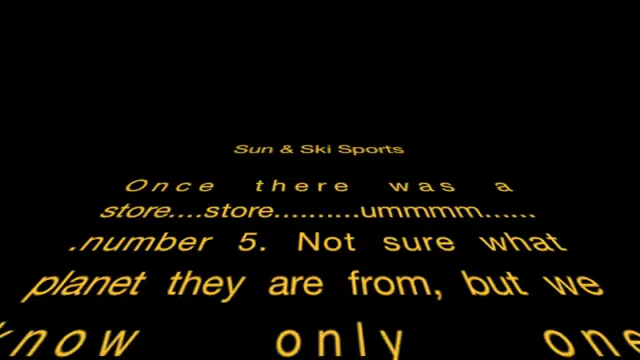 Sun & Ski Sports
Once there was a
store....store..........ummmm......
.number 5. Not sure what
planet they are from, but we
know only one